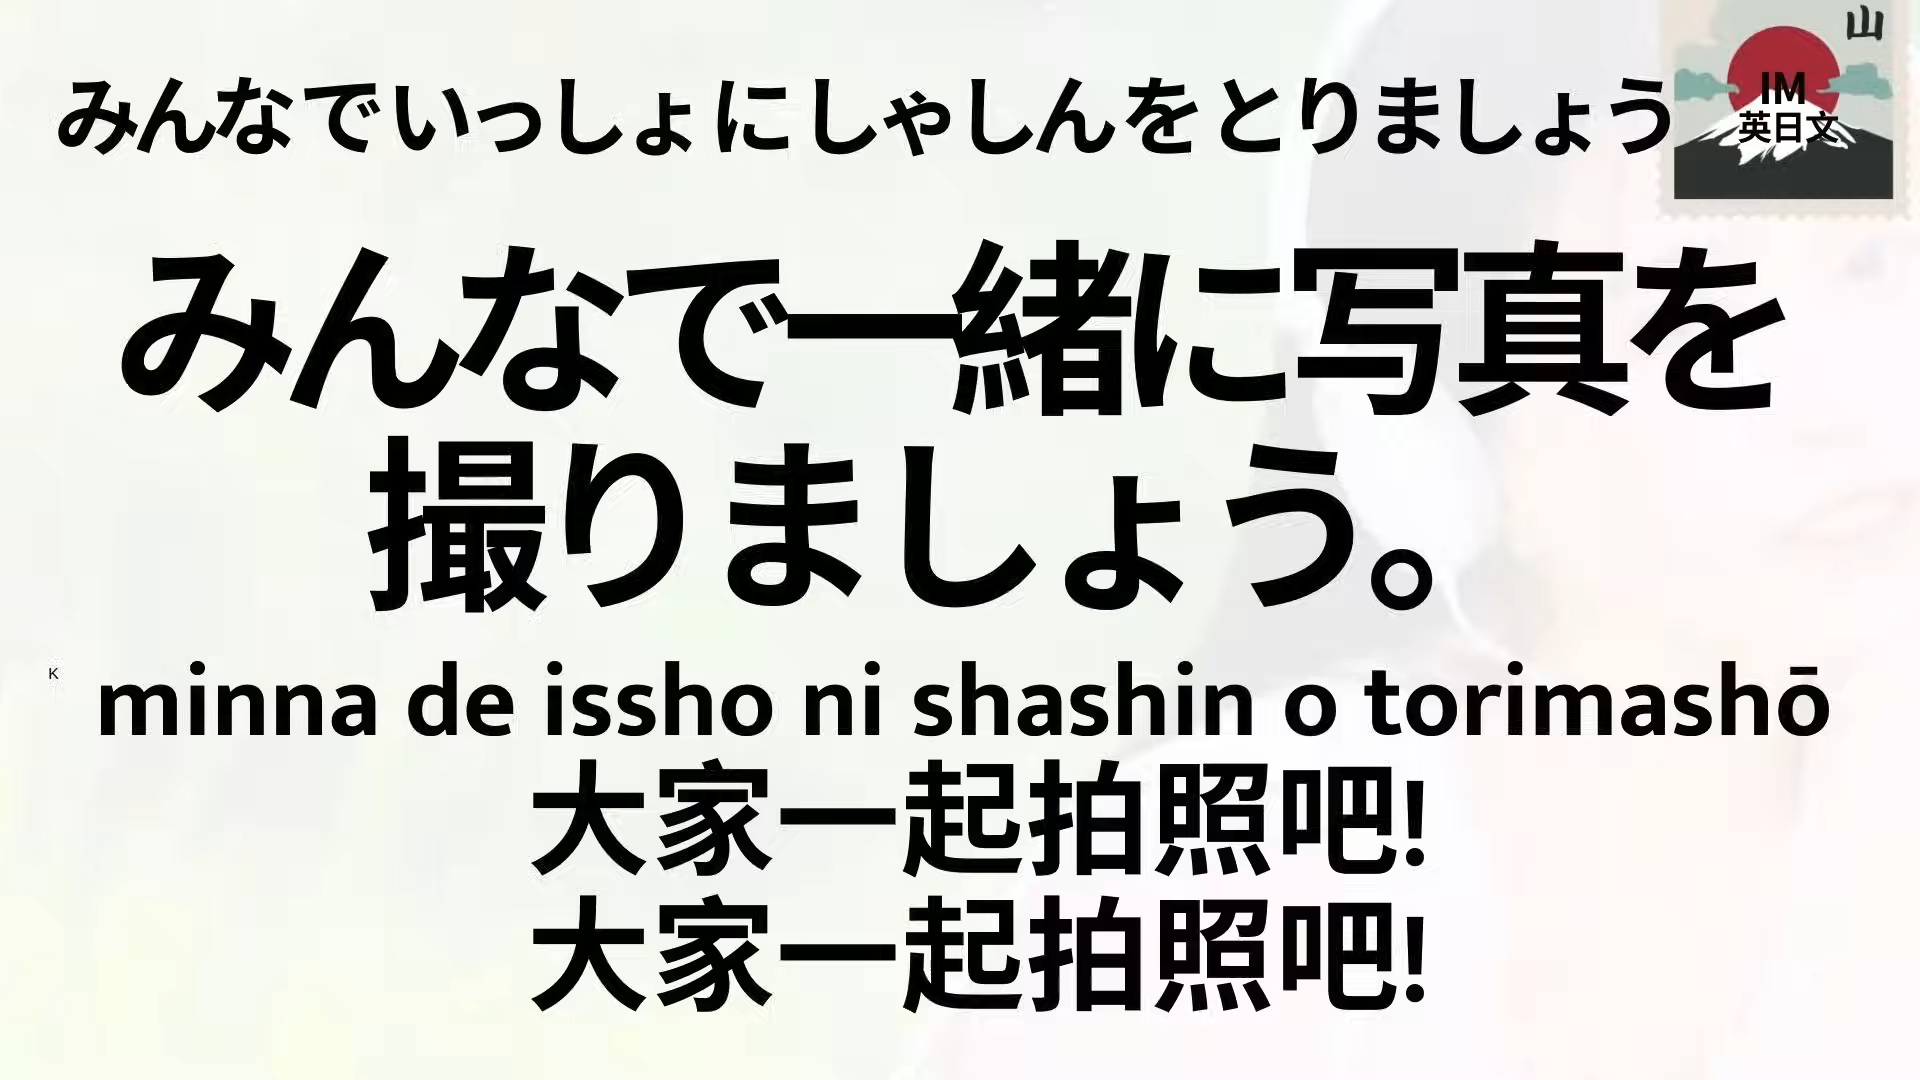 山
みんなでいっしょにしゃしんをとりましょう
IM
英日文
みんなで一緒に写真を
撮りましょう。
K
minna de issho ni shashin o torimashō
大家一起拍照吧!
大家一起拍照吧!